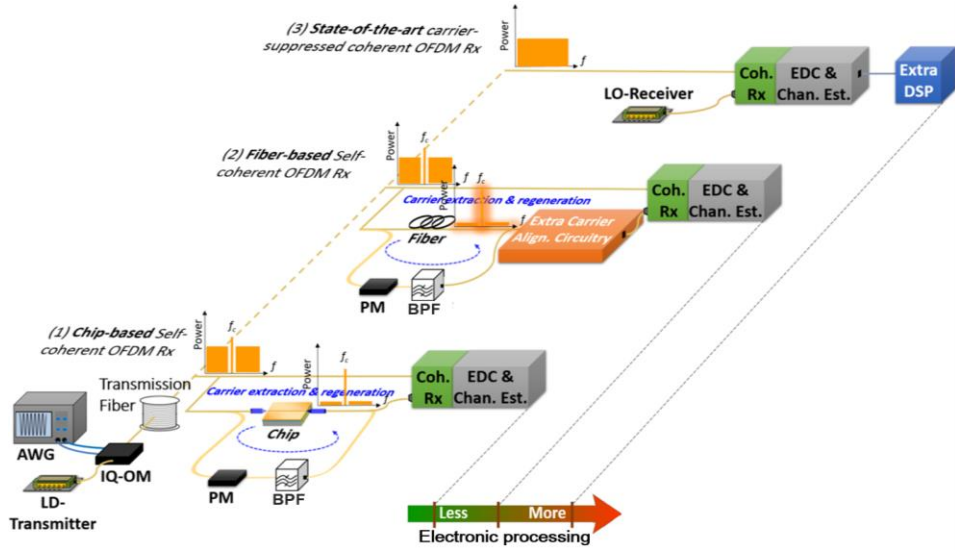 (3) State-of-the-art carrier-
suppressed coherent OFDM Rx
Power
f
LO-Receiver
Coh.
Rx
EDC &
Chan. Est.
Extra
DSP
(2) Fiber-based Self-
coherent OFDM Rx
Power
fc
f
Power
fc
f
Carrier extraction & regeneration
Fiber
Extra Carrier
Align. Circuitry
PM
BPF
Coh.
Rx
EDC &
Chan. Est.
(1) Chip-based Self-
coherent OFDM Rx
Power
fc
f
Power
fc
f
Carrier extraction & regeneration
Chip
PM
BPF
Coh.
Rx
EDC &
Chan. Est.
Transmission
Fiber
AWG
IQ-OM
LD-
Transmitter
Less
More
Electronic processing